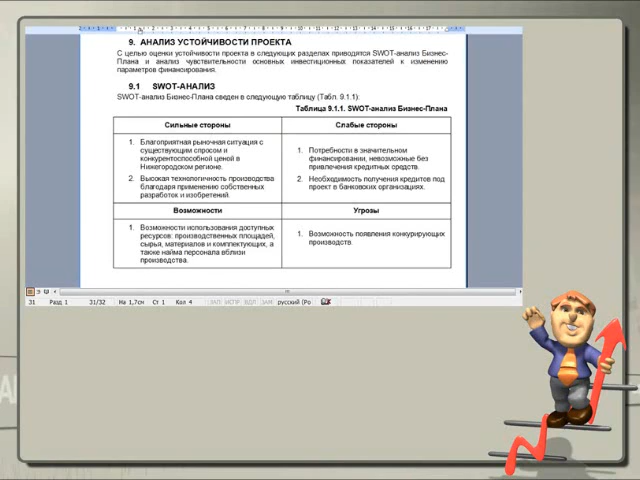 9. АНАЛИЗ УСТОЙЧИВОСТИ ПРОЕКТА
С целью оценки устойчивости проекта в следующих разделах приводятся SWOT-анализ Бизнес-
Плана и анализ чувствительности основных инвестиционных показателей к изменению
параметров финансирования.
9.1 SWOT-АНАЛИЗ
SWOT-анализ Бизнес-Плана сведен в следующую таблицу (Табл. 9.1.1):
Таблица 9.1.1. SWOT-анализ Бизнес-Плана
Сильные стороны
1. Благоприятная рыночная ситуация с
существующим спросом и
конкурентоспособной ценой в
Нижегородском регионе.
2. Высокая технологичность производства
благодаря применению собственных
разработок и изобретений.
Слабые стороны
1. Потребности в значительном
финансировании, невозможные без
привлечения кредитных средств.
2. Необходимость получения кредитов под
проект в банковских организациях.
Возможности
1. Возможности использования доступных
ресурсов: производственных площадей,
сырья, материалов и комплектующих, а
также найма персонала вблизи
производства.
Угрозы
1. Возможность появления конкурирующих
производств.
31 Разд 1 31/32 На 1,7см Ст 1 Кол 4 ЗАП ИСПР ВДЛ ЗАМ русский (Ро